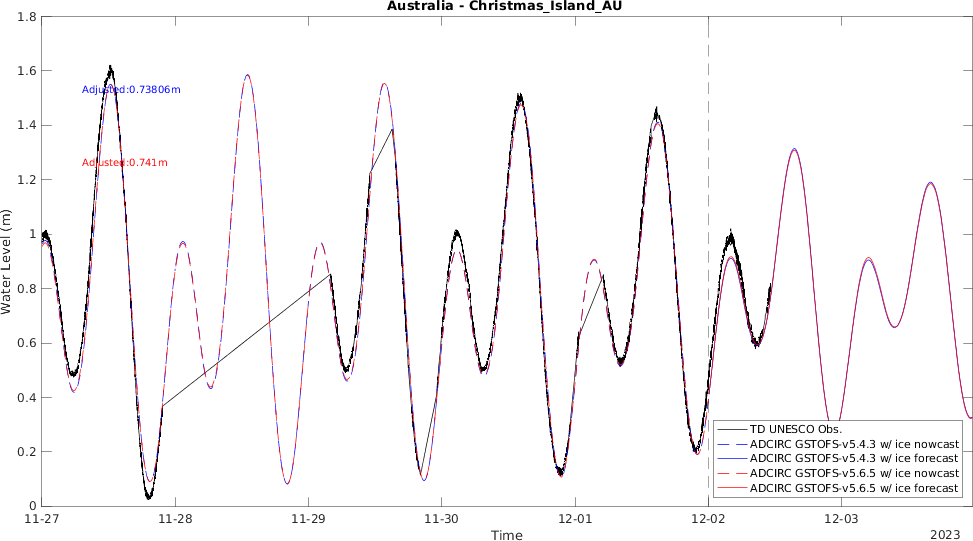 Australia - Christmas_Island_AU
Water Level (m)
1.8
1.6
1.4
1.2
1
0.8
0.6
0.4
0.2
0
Adjusted:0.73806m
Adjusted:0.741m
TD UNESCO Obs.
ADCIRC GSTOFS-v5.4.3 w/ ice nowcast
ADCIRC GSTOFS-v5.4.3 w/ ice forecast
ADCIRC GSTOFS-v5.6.5 w/ ice nowcast
ADCIRC GSTOFS-v5.6.5 w/ ice forecast
11-27 11-28 11-29 11-30 12-01 12-02 12-03
Time
2023